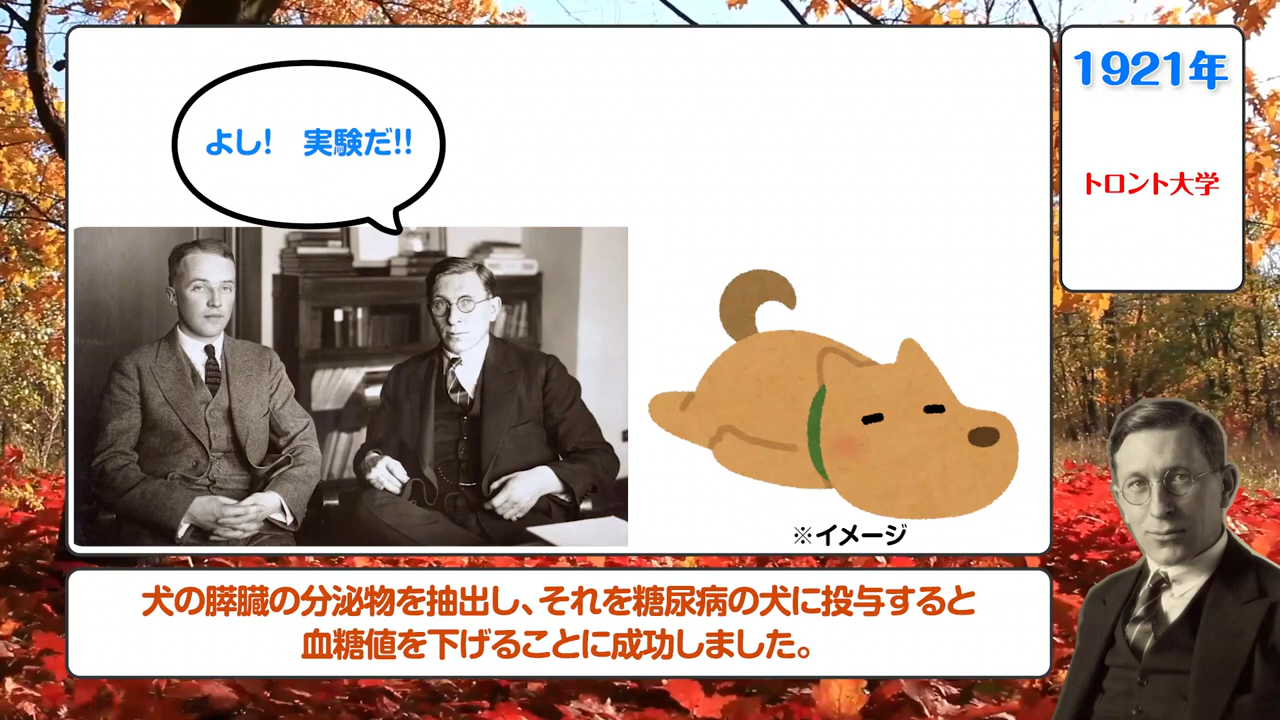 1921年
トロント大学
よし!　実験だ!!
※イメージ
犬の膵臓の分泌物を抽出し、それを糖尿病の犬に投与すると
血糖値を下げることに成功しました。